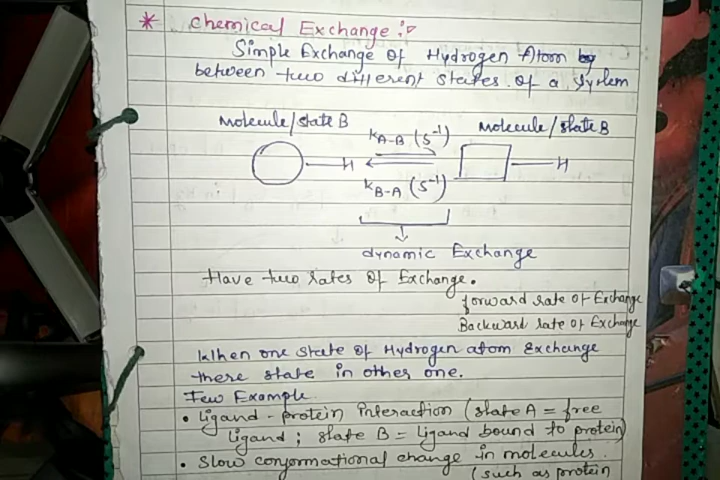 * Chemical Exchange :-
Simple Exchange Of Hydrogen Atom by
between two different states of a System
Molecule/state B
Molecule/state B
kA-B (s⁻¹)
H
H
kB-A (s⁻¹)
dynamic Exchange
Have two rates Of Exchange.
forward rate Of Exchange
Backward rate Of Exchange
When one state Of Hydrogen atom Exchange
there state in other one.
Few Example
• Ligand - protein interaction (state A = free
ligand ; state B = Ligand bound to protein)
• Slow conformational change in molecules.
(such as protein